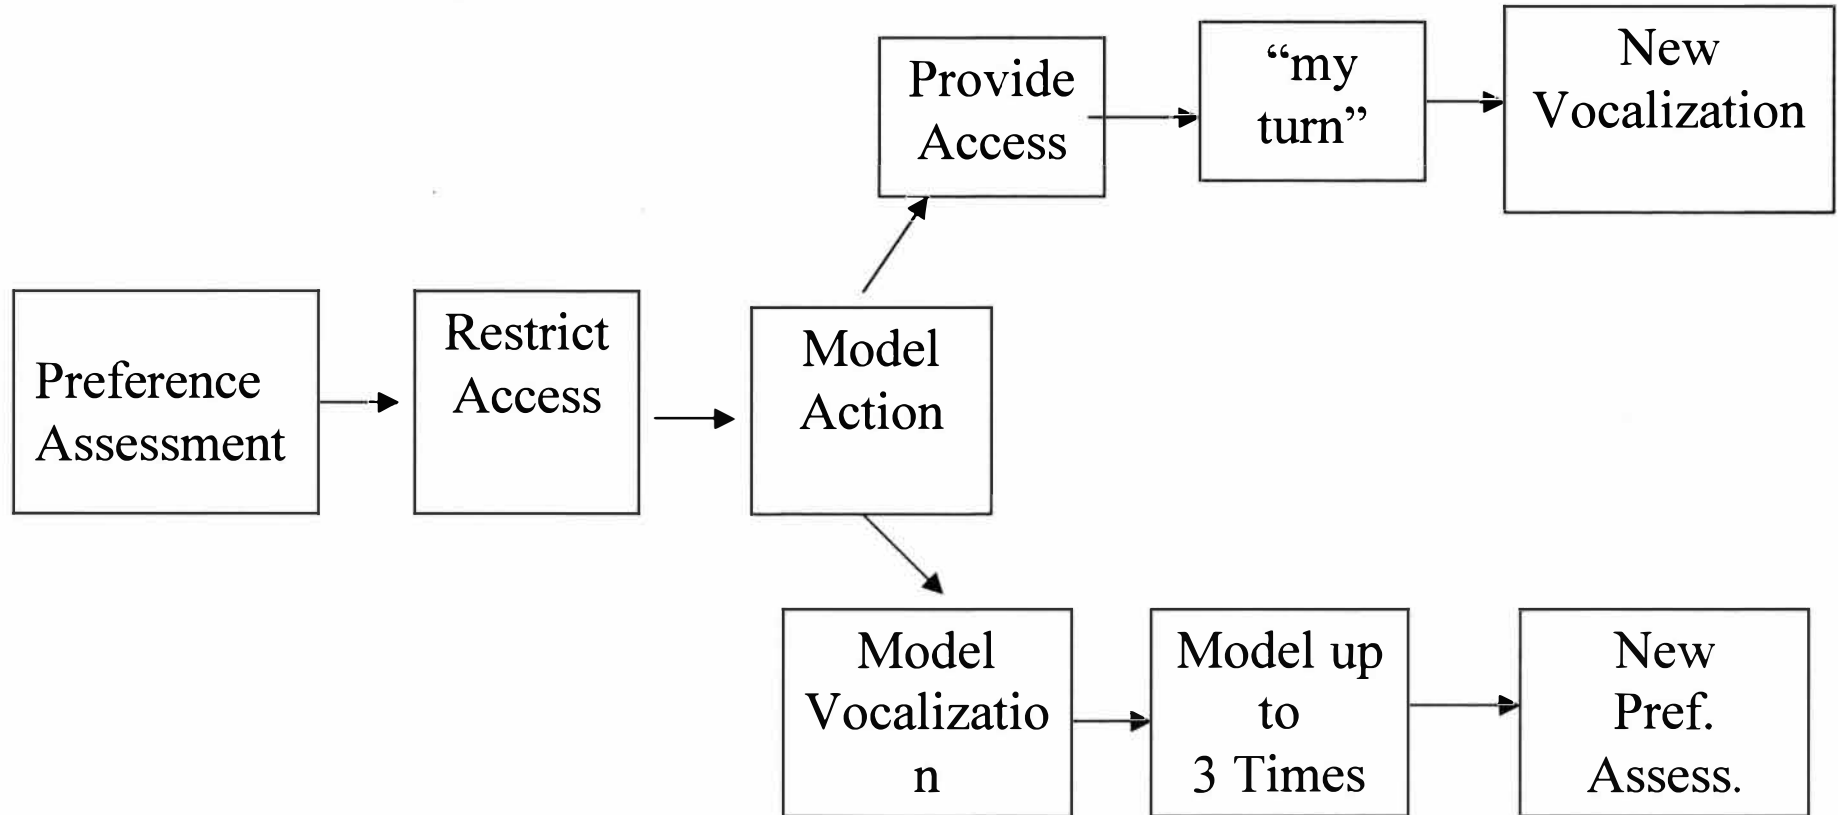 Provide
Access
“my
turn”
New
Vocalization
Preference
Assessment
Restrict
Access
Model
Action
Model
Vocalizatio
n
Model up
to
3 Times
New
Pref.
Assess.